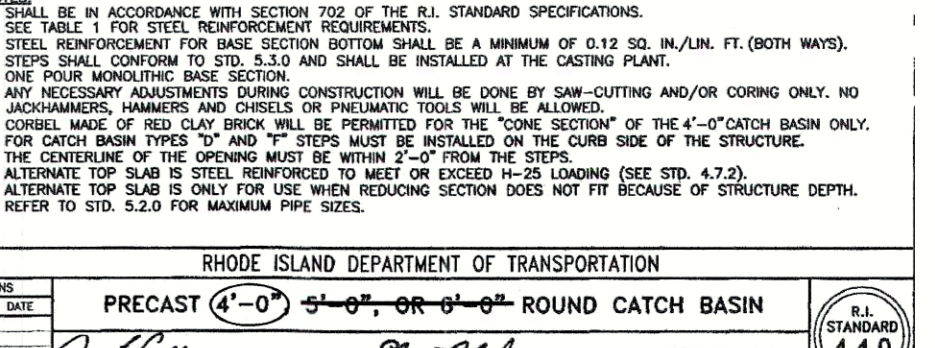 SHALL BE IN ACCORDANCE WITH SECTION 702 OF THE R.I. STANDARD SPECIFICATIONS.
SEE TABLE 1 FOR STEEL REINFORCEMENT REQUIREMENTS.
STEEL REINFORCEMENT FOR BASE SECTION BOTTOM SHALL BE A MINIMUM OF 0.12 SQ. IN./LIN. FT. (BOTH WAYS).
STEPS SHALL CONFORM TO STD. 5.3.0 AND SHALL BE INSTALLED AT THE CASTING PLANT.
ONE POUR MONOLITHIC BASE SECTION.
ANY NECESSARY ADJUSTMENTS DURING CONSTRUCTION WILL BE DONE BY SAW-CUTTING AND/OR CORING ONLY. NO
JACKHAMMERS, HAMMERS AND CHISELS OR PNEUMATIC TOOLS WILL BE ALLOWED.
CORBEL MADE OF RED CLAY BRICK WILL BE PERMITTED FOR THE "CONE SECTION" OF THE 4'-0" CATCH BASIN ONLY.
FOR CATCH BASIN TYPES "D" AND "F" STEPS MUST BE INSTALLED ON THE CURB SIDE OF THE STRUCTURE.
THE CENTERLINE OF THE OPENING MUST BE WITHIN 2'-0" FROM THE STEPS.
ALTERNATE TOP SLAB IS STEEL REINFORCED TO MEET OR EXCEED H-25 LOADING (SEE STD. 4.7.2).
ALTERNATE TOP SLAB IS ONLY FOR USE WHEN REDUCING SECTION DOES NOT FIT BECAUSE OF STRUCTURE DEPTH.
REFER TO STD. 5.2.0 FOR MAXIMUM PIPE SIZES.
RHODE ISLAND DEPARTMENT OF TRANSPORTATION
DATE
PRECAST 4'-0" 5'-0", OR 6'-0" ROUND CATCH BASIN
R.I.
STANDARD